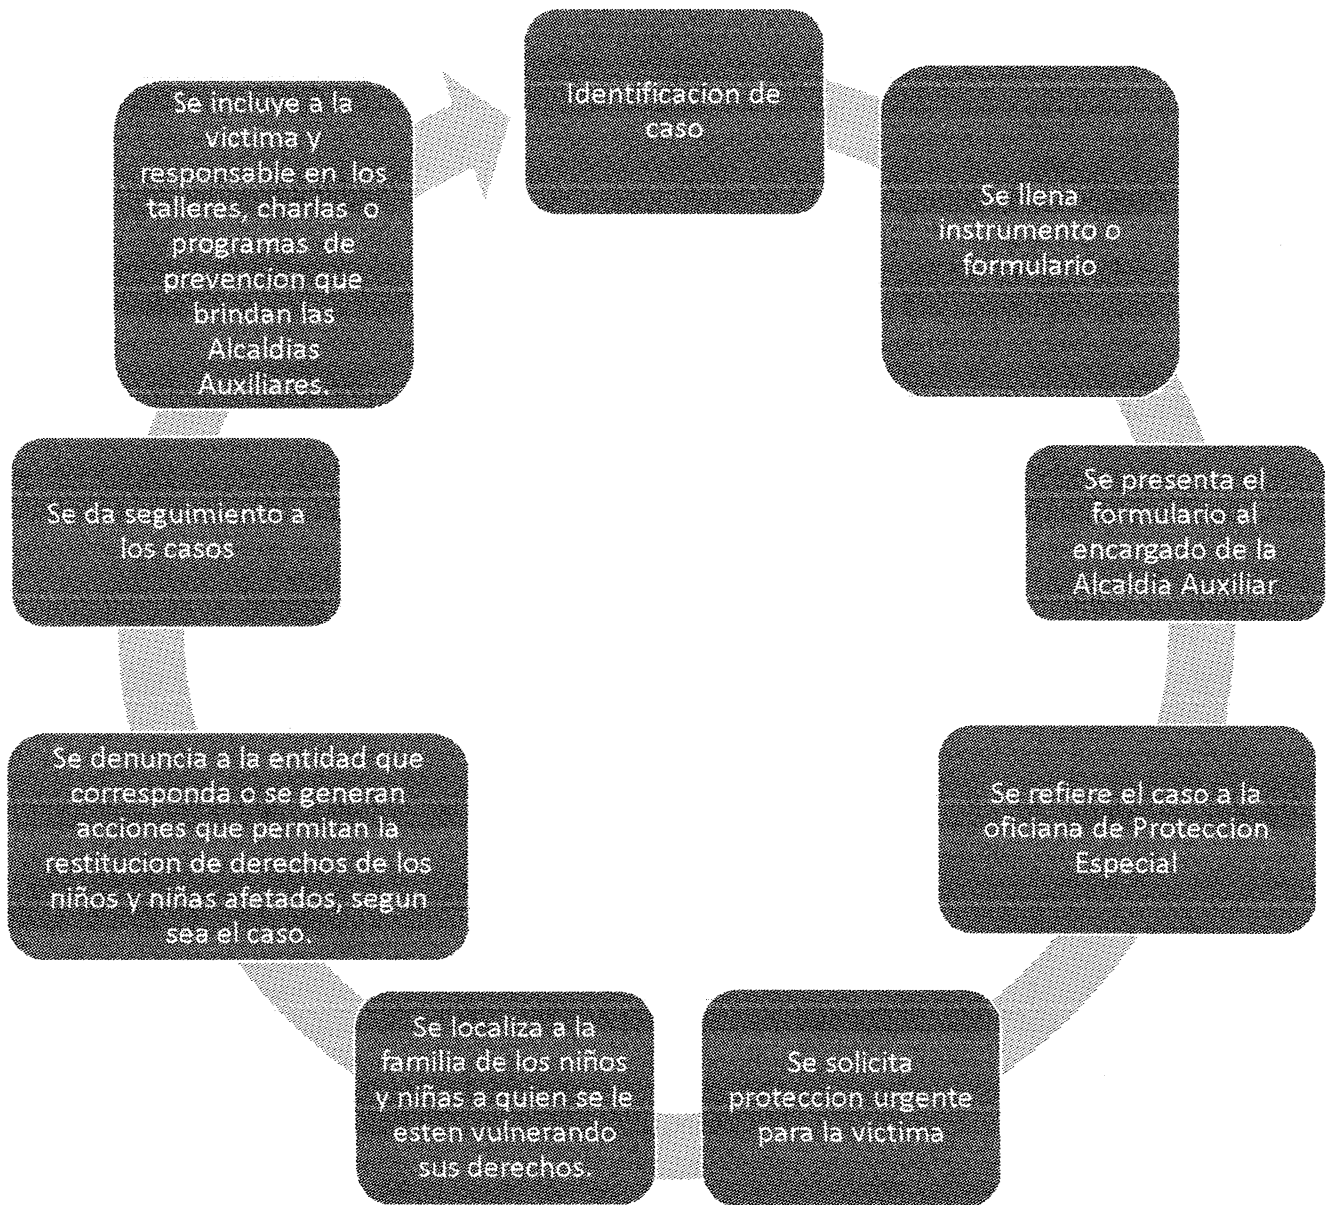 Identificacion de
caso
Se llena
instrumento o
formulario
Se presenta el
formulario al
encargado de la
Alcaldia Auxiliar
Se refiere el caso a la
oficiana de Proteccion
Especial
Se solicita
proteccion urgente
para la victima
Se localiza a la
familia de los niños
y niñas a quien se le
esten vulnerando
sus derechos.
Se denuncia a la entidad que
corresponda o se generan
acciones que permitan la
restitucion de derechos de los
niños y niñas afetados, segun
sea el caso.
Se da seguimiento a
los casos
Se incluye a la
victima y
responsable en los
talleres, charlas o
programas de
prevencion que
brindan las
Alcaldias
Auxiliares.